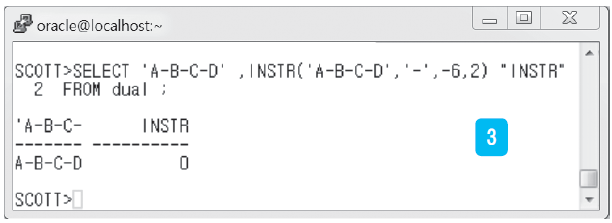 oracle@localhost:~
SCOTT>SELECT 'A-B-C-D' ,INSTR('A-B-C-D','-',-6,2) "INSTR"
  2  FROM dual ;
'A-B-C-      INSTR
------- ----------
A-B-C-D          0
3
SCOTT>